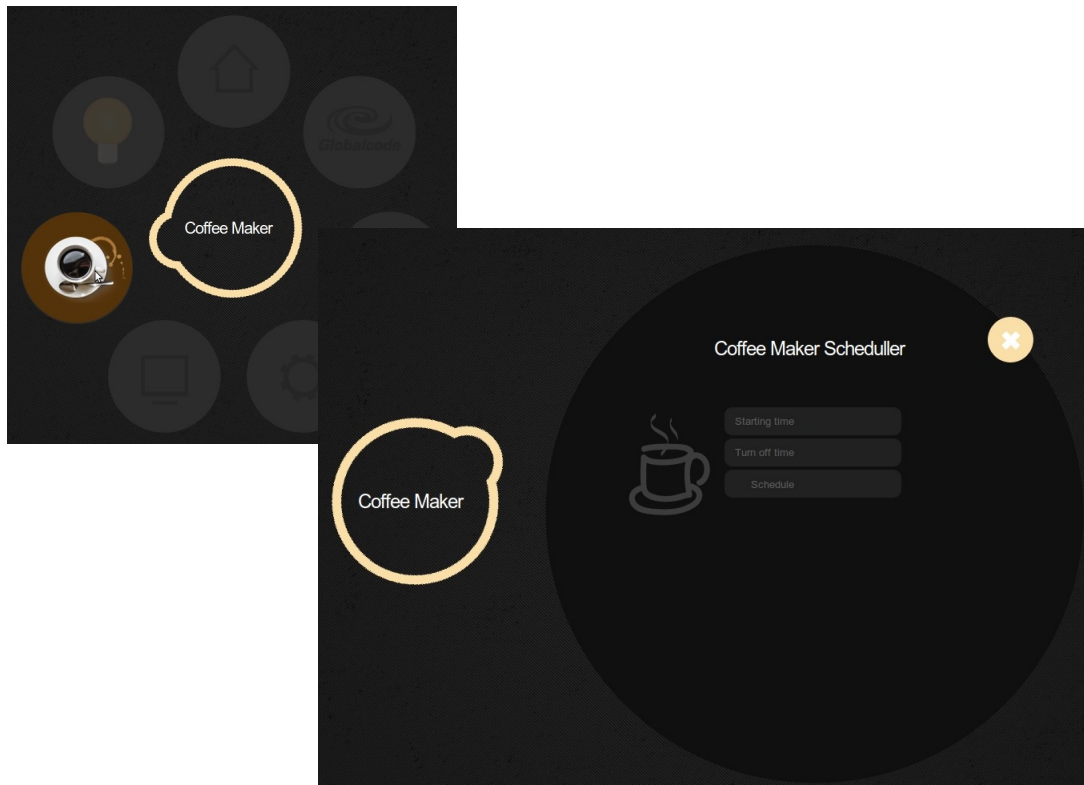 Globalcode
Coffee Maker
Coffee Maker Scheduller
Starting time
Turn off time
Schedule
Coffee Maker